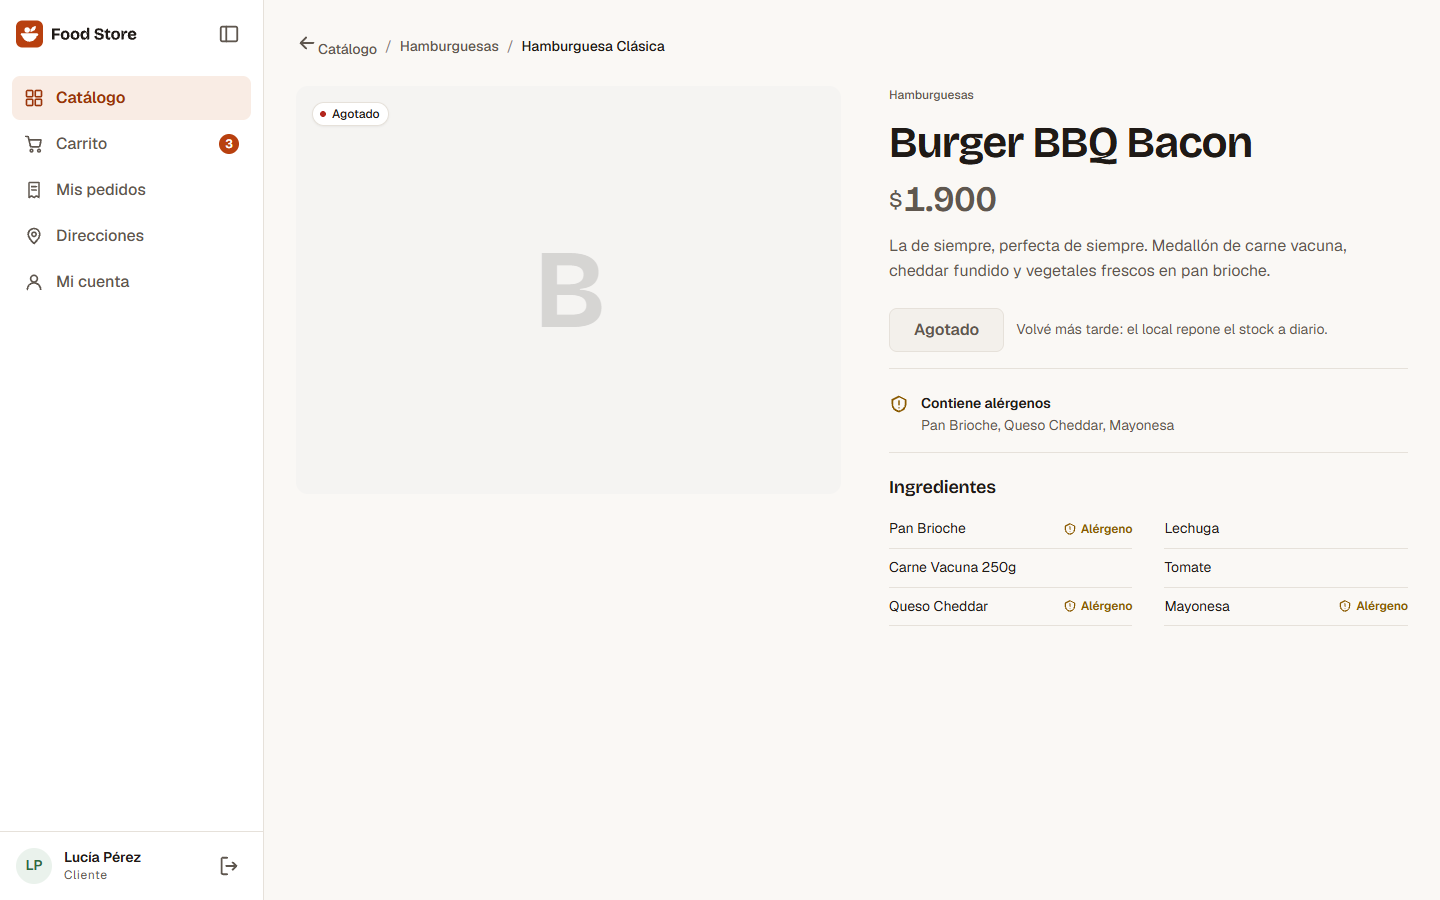 Food Store
Catálogo
Carrito 3
Mis pedidos
Direcciones
Mi cuenta
LP
Lucía Pérez
Cliente
Catálogo / Hamburguesas / Hamburguesa Clásica
Agotado
B
Hamburguesas
Burger BBQ Bacon
$1.900
La de siempre, perfecta de siempre. Medallón de carne vacuna,
cheddar fundido y vegetales frescos en pan brioche.
Agotado
Volvé más tarde: el local repone el stock a diario.
Contiene alérgenos
Pan Brioche, Queso Cheddar, Mayonesa
Ingredientes
Pan Brioche Alérgeno
Lechuga
Carne Vacuna 250g
Tomate
Queso Cheddar Alérgeno
Mayonesa Alérgeno